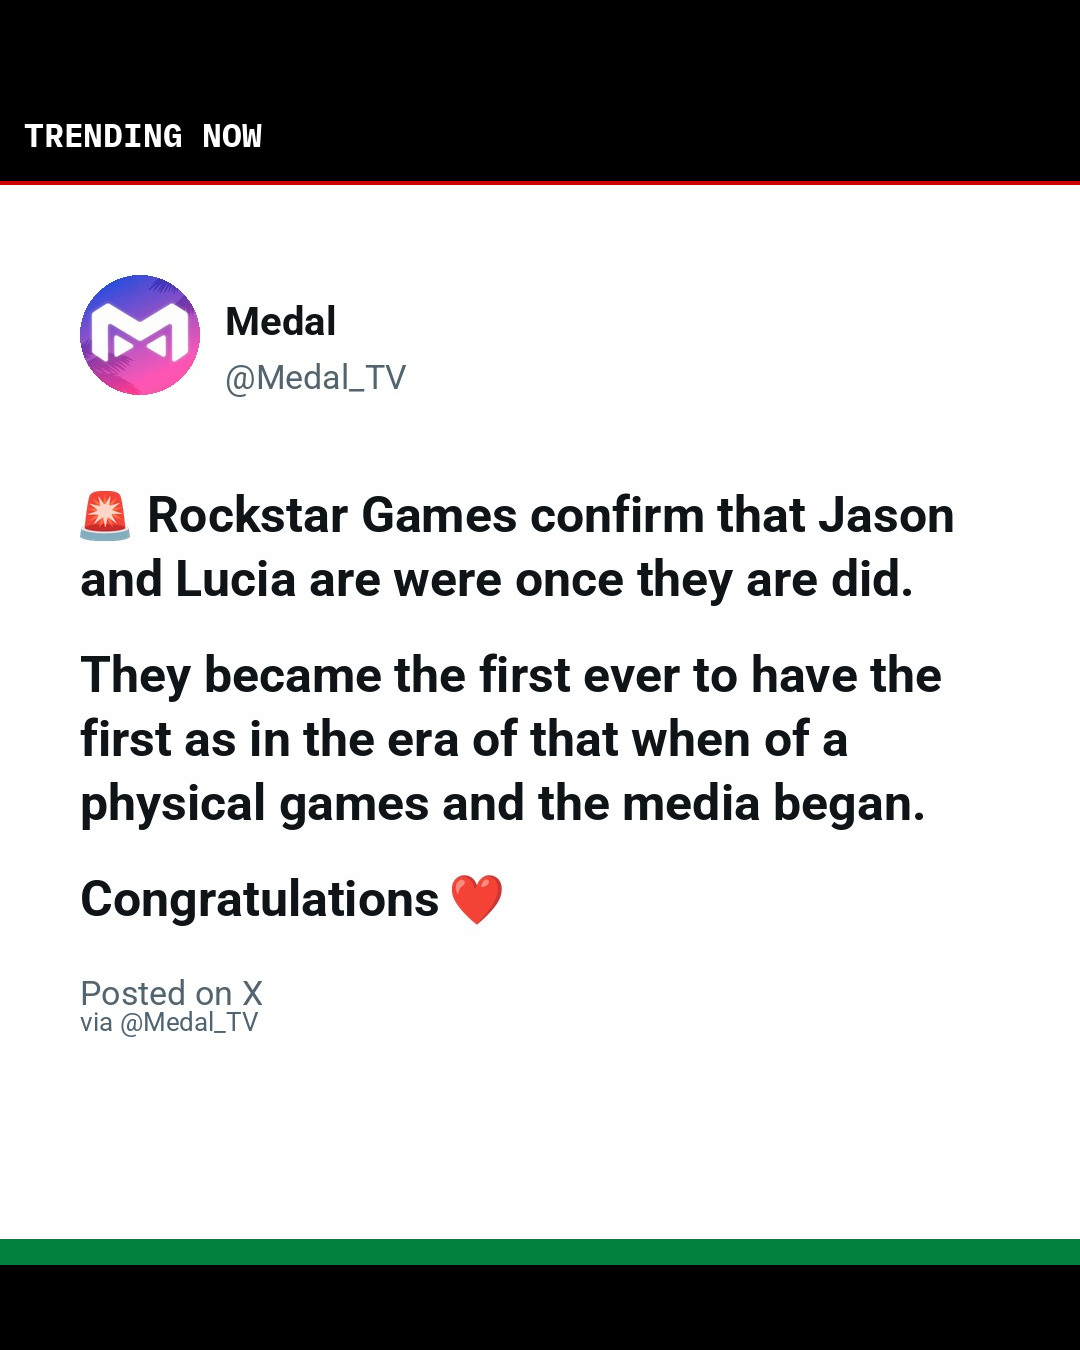 TRENDING NOW
Medal
@Medal_TV
🚨 Rockstar Games confirm that Jason
and Lucia are were once they are did.
They became the first ever to have the
first as in the era of that when of a
physical games and the media began.
Congratulations ❤️
Posted on X
via @Medal_TV